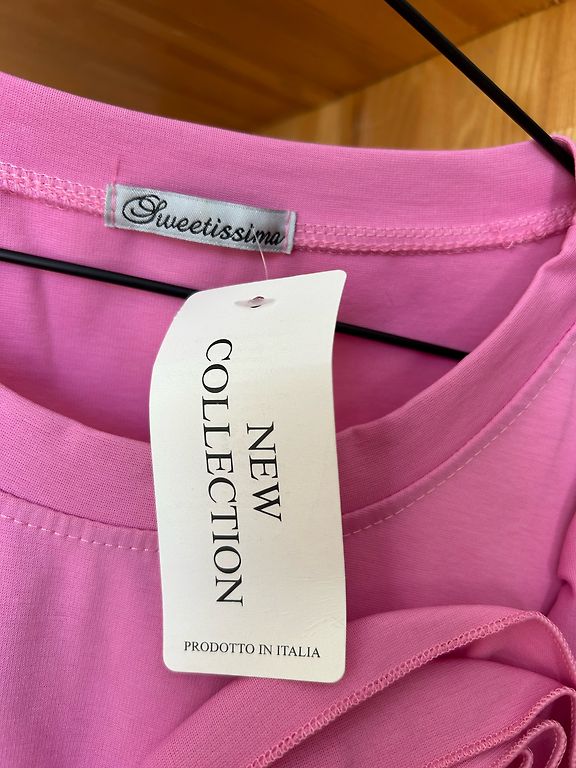 Sweetissima
NEW
COLLECTION
PRODOTTO IN ITALIA